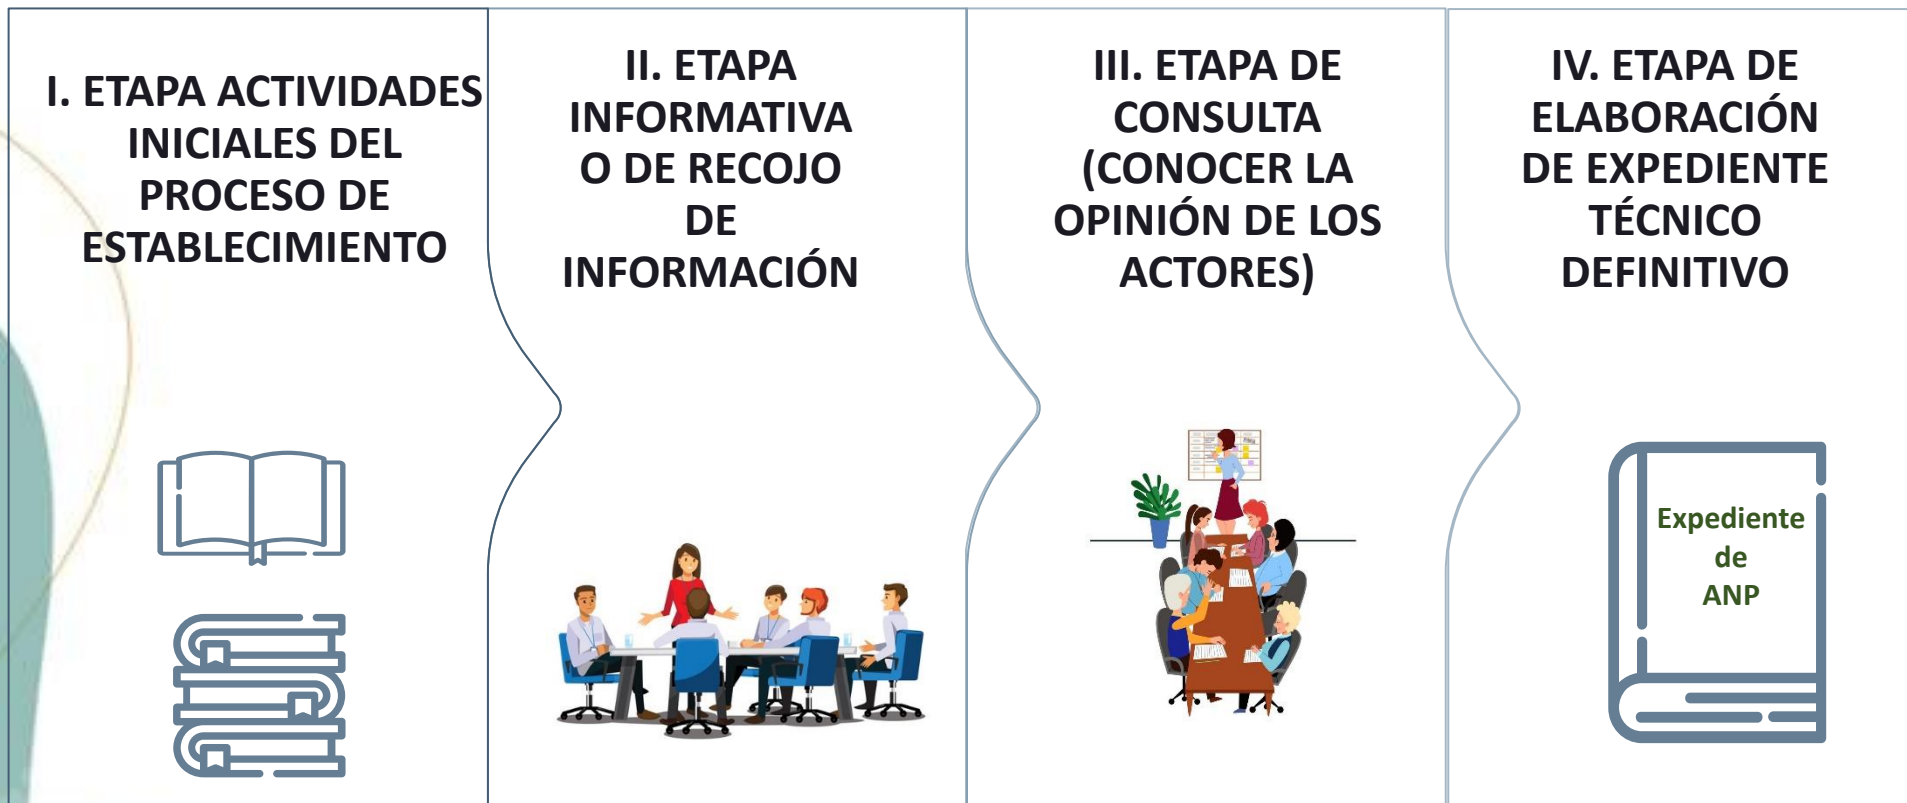 I. ETAPA ACTIVIDADES
INICIALES DEL
PROCESO DE
ESTABLECIMIENTO
II. ETAPA
INFORMATIVA
O DE RECOJO
DE
INFORMACIÓN
III. ETAPA DE
CONSULTA
(CONOCER LA
OPINIÓN DE LOS
ACTORES)
IV. ETAPA DE
ELABORACIÓN
DE EXPEDIENTE
TÉCNICO
DEFINITIVO
Expediente
de
ANP